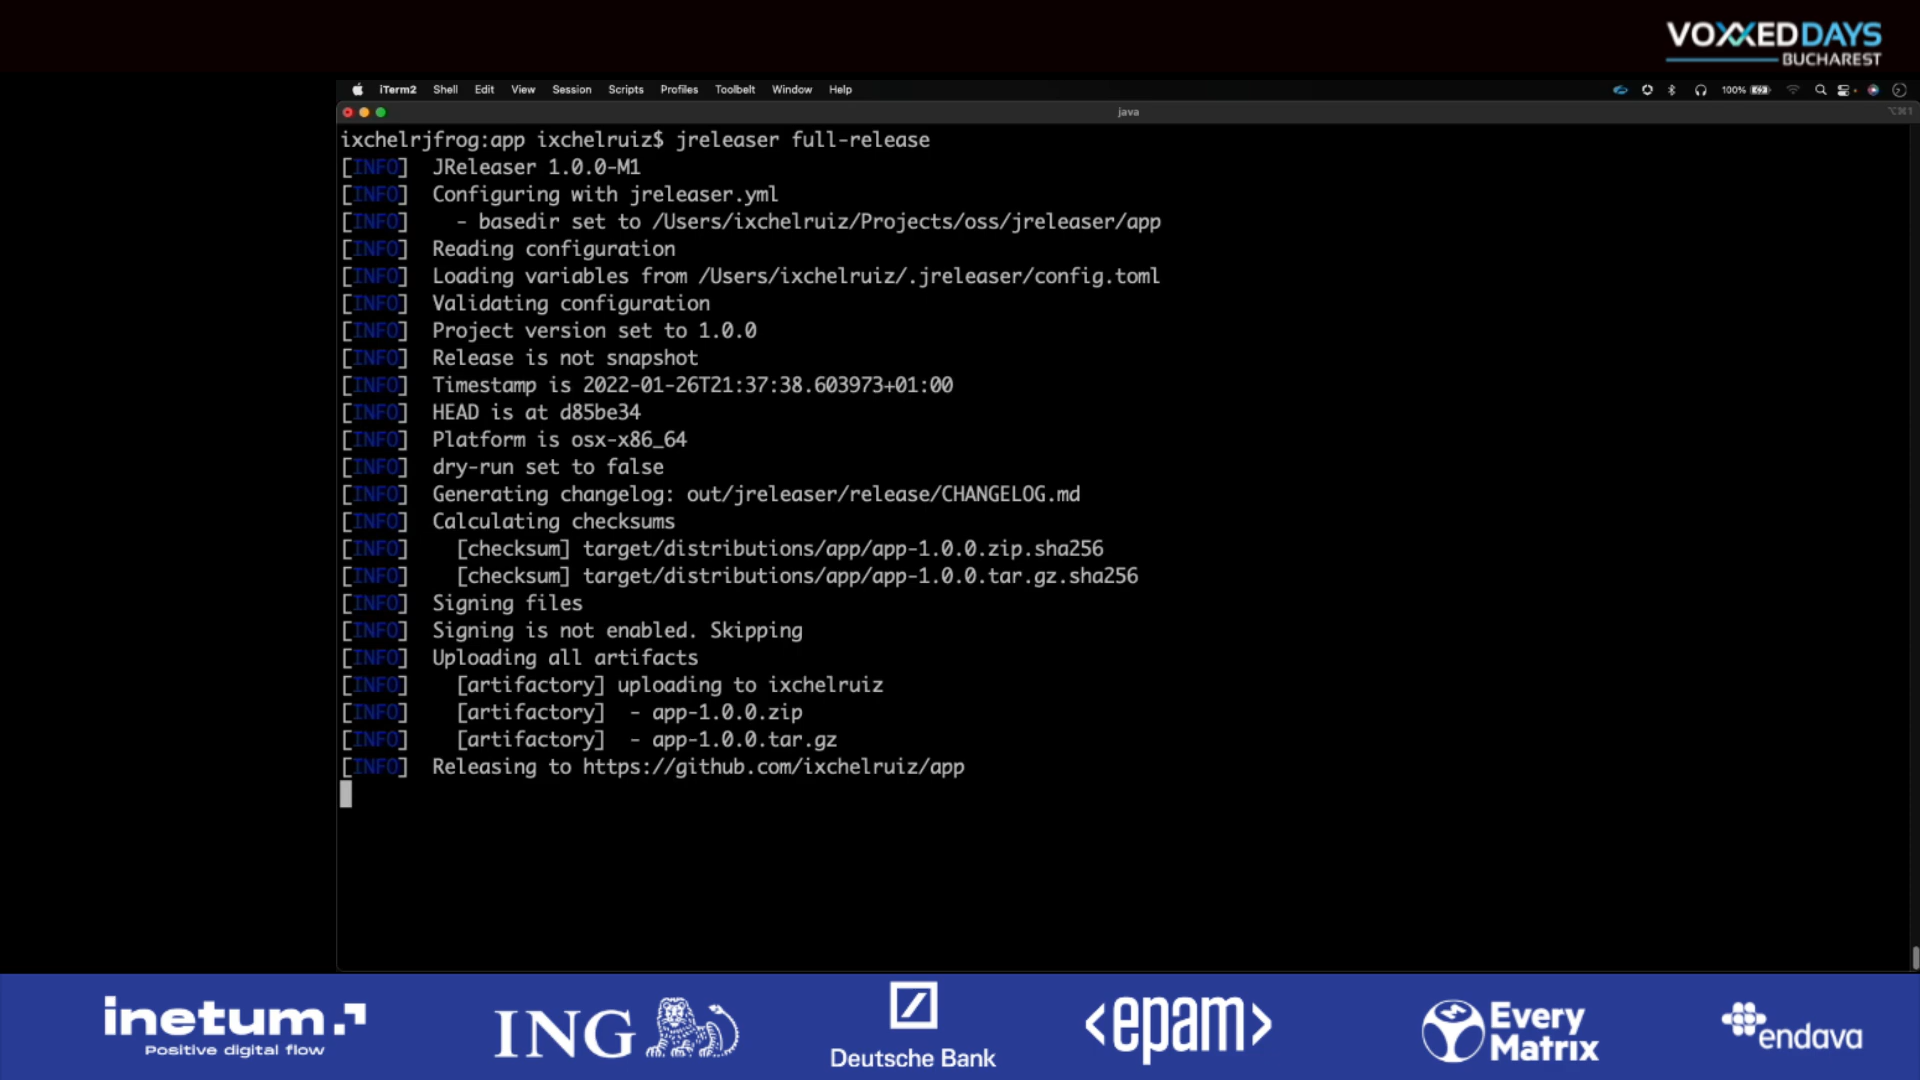 VOXXEDDAYS
BUCHAREST
iTerm2 Shell Edit View Session Scripts Profiles Toolbelt Window Help
100%
java
ixchelrjfrog:app ixchelruiz$ jreleaser full-release
[INFO] JReleaser 1.0.0-M1
[INFO] Configuring with jreleaser.yml
[INFO] - basedir set to /Users/ixchelruiz/Projects/oss/jreleaser/app
[INFO] Reading configuration
[INFO] Loading variables from /Users/ixchelruiz/.jreleaser/config.toml
[INFO] Validating configuration
[INFO] Project version set to 1.0.0
[INFO] Release is not snapshot
[INFO] Timestamp is 2022-01-26T21:37:38.603973+01:00
[INFO] HEAD is at d85be34
[INFO] Platform is osx-x86_64
[INFO] dry-run set to false
[INFO] Generating changelog: out/jreleaser/release/CHANGELOG.md
[INFO] Calculating checksums
[INFO] [checksum] target/distributions/app/app-1.0.0.zip.sha256
[INFO] [checksum] target/distributions/app/app-1.0.0.tar.gz.sha256
[INFO] Signing files
[INFO] Signing is not enabled. Skipping
[INFO] Uploading all artifacts
[INFO] [artifactory] uploading to ixchelruiz
[INFO] [artifactory] - app-1.0.0.zip
[INFO] [artifactory] - app-1.0.0.tar.gz
[INFO] Releasing to https://github.com/ixchelruiz/app
inetum.
Positive digital flow
ING
Deutsche Bank
<epam>
Every
Matrix
endava